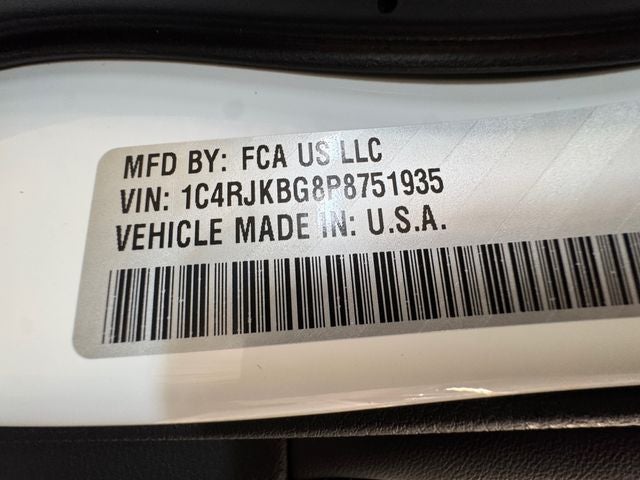 MFD BY: FCA US LLC
VIN: 1C4RJKBG8P8751935
VEHICLE MADE IN: U.S.A.